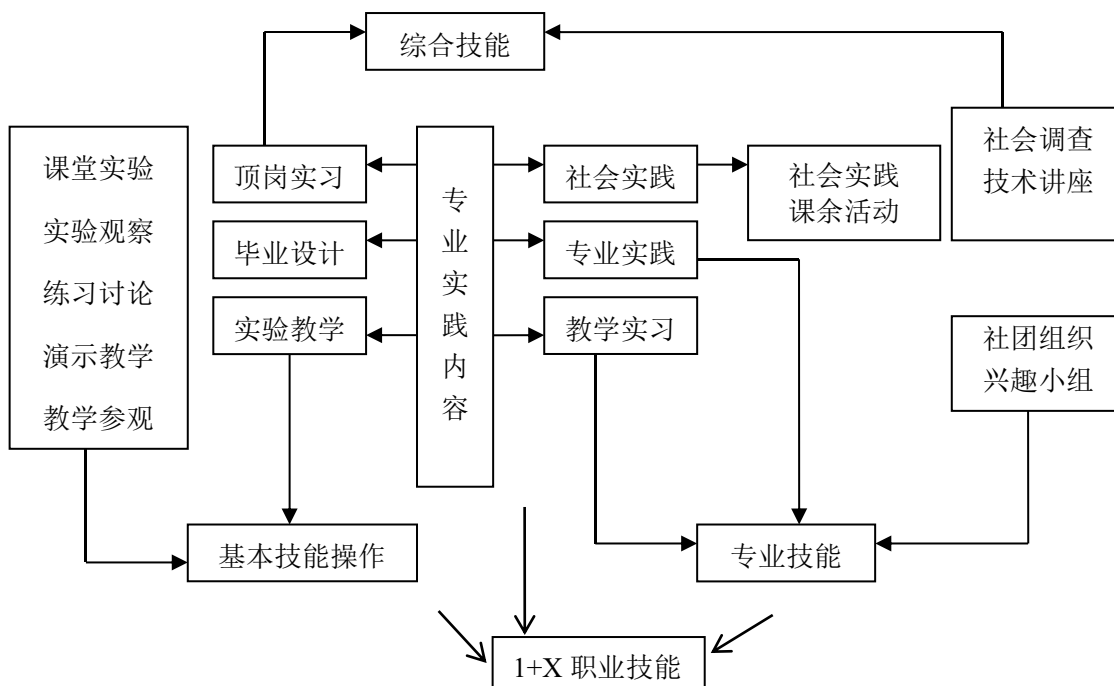 综合技能
课堂实验
实验观察
练习讨论
演示教学
教学参观
顶岗实习
毕业设计
实验教学
专
业
实
践
内
容
社会实践
专业实践
教学实习
社会实践
课余活动
社会调查
技术讲座
社团组织
兴趣小组
基本技能操作
专业技能
1+X 职业技能